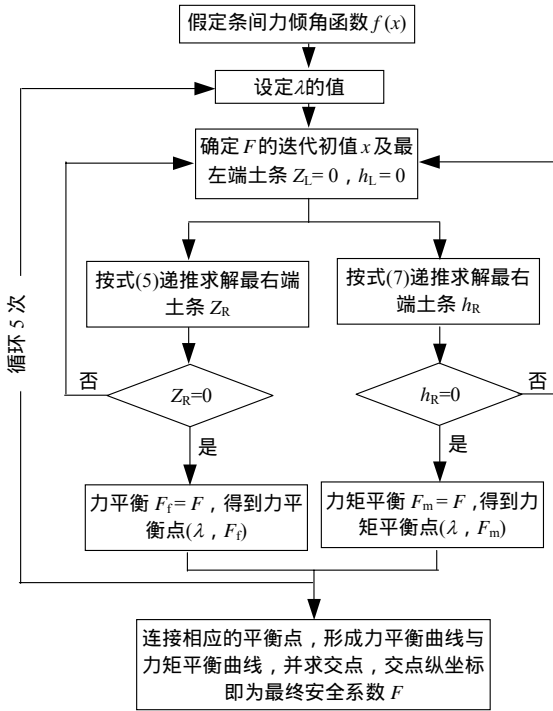 假定条间力倾角函数 f (x)
设定λ的值
确定 F 的迭代初值 x 及最
左端土条 Z_L = 0 , h_L = 0
按式(5)递推求解最右端
土条 Z_R
按式(7)递推求解最右
端土条 h_R
循环 5 次
否
Z_R=0
h_R=0
否
是
是
力平衡 F_f = F , 得到力平
衡点(λ , F_f)
力矩平衡 F_m = F , 得到力
矩平衡点(λ , F_m)
连接相应的平衡点 , 形成力平衡曲线与
力矩平衡曲线 , 并求交点 , 交点纵坐标
即为最终安全系数 F